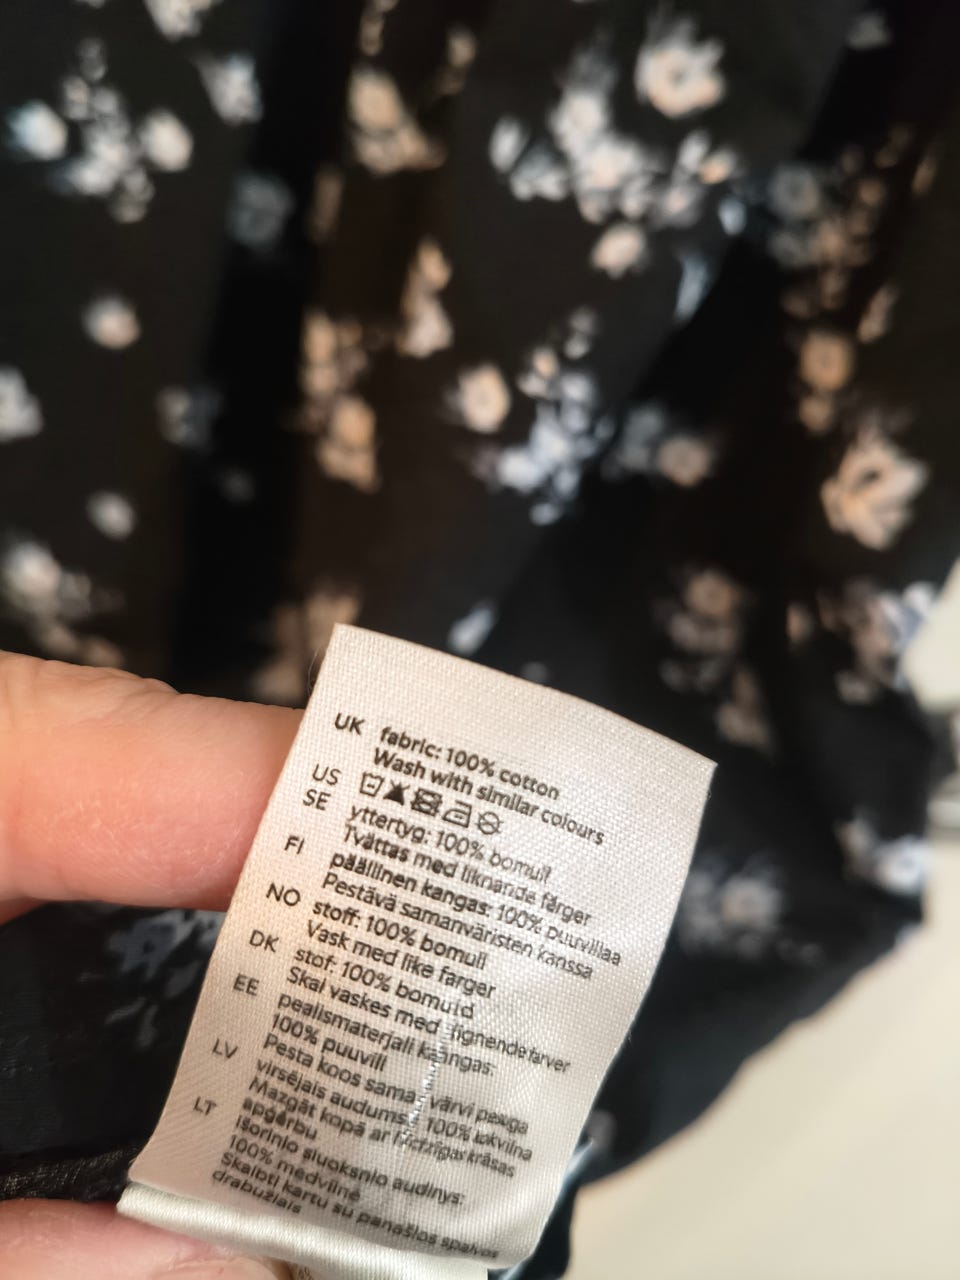 UK fabric: 100% cotton
Wash with similar colours
US
SE yttertyg: 100% bomull
Tvättas med liknande färger
FI päällinen kangas: 100% puuvillaa
Pestävä samanväristen kanssa
NO stoff: 100% bomull
Vask med like farger
DK stof: 100% bomuld
Skal vaskes med lignende farver
EE pealismaterjali kangas:
100% puuvill
Pesta koos sama värvi pesuga
LV virsējais audums: 100% kokvilna
Mazgāt kopā ar līdzīgas krāsas
apģērbu
LT Išorinio sluoksnio audinys:
100% medvilnė
Skalbti kartu su panašios spalvos
drabužiais